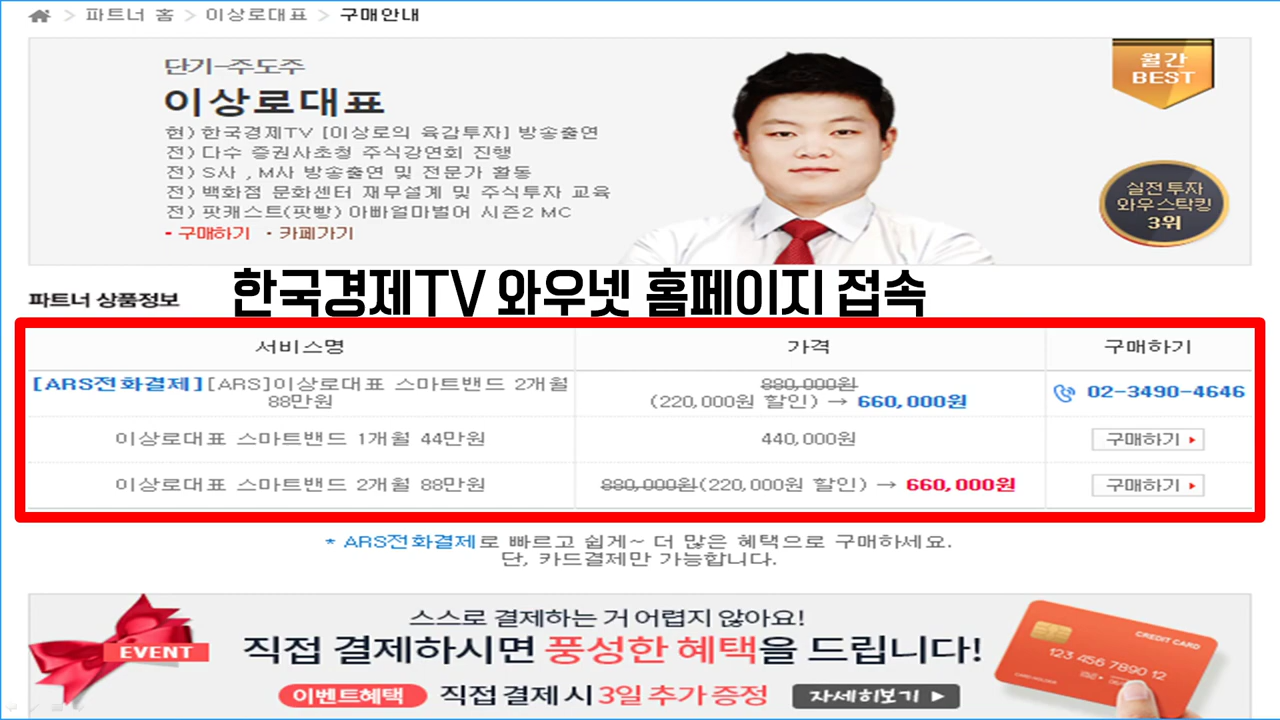 파트너 홈 > 이상로대표 > 구매안내
단기-주도주
이상로대표
현) 한국경제TV [이상로의 육감투자] 방송출연
전) 다수 증권사초청 주식강연회 진행
전) S사 , M사 방송출연 및 전문가 활동
전) 백화점 문화센터 재무설계 및 주식투자 교육
전) 팟캐스트(팟빵) 아빠얼마벌어 시즌2 MC
- 구매하기 · 카페가기
월간
BEST
실전투자
와우스탁킹
3위
파트너 상품정보
한국경제TV 와우넷 홈페이지 접속
서비스명 가격 구매하기
[ARS전화결제][ARS]이상로대표 스마트밴드 2개월
88만원
880,000원
(220,000원 할인) → 660,000원
02-3490-4646
이상로대표 스마트밴드 1개월 44만원 440,000원 구매하기
이상로대표 스마트밴드 2개월 88만원 880,000원(220,000원 할인) → 660,000원 구매하기
* ARS전화결제로 빠르고 쉽게~ 더 많은 혜택으로 구매하세요.
단, 카드결제만 가능합니다.
EVENT
스스로 결제하는 거 어렵지 않아요!
직접 결제하시면 풍성한 혜택을 드립니다!
이벤트혜택 직접 결제 시 3일 추가 증정 자세히보기 ▶
CREDIT CARD
123 456 7890 12
CARD HOLDER